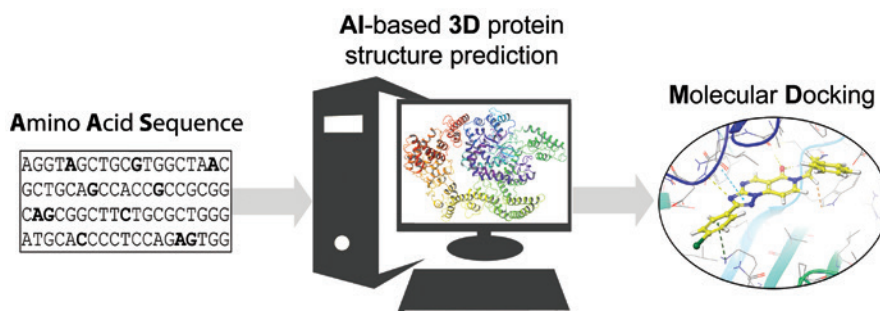 AI-based 3D protein
structure prediction
Amino Acid Sequence
AGGTAGCTGCGTGGCTAAC
GCTGCAGCCACCGCCGCGG
CAGCGGCTTCTGCGCTGGG
ATGCACCCCTCCAGAGTGG
Molecular Docking